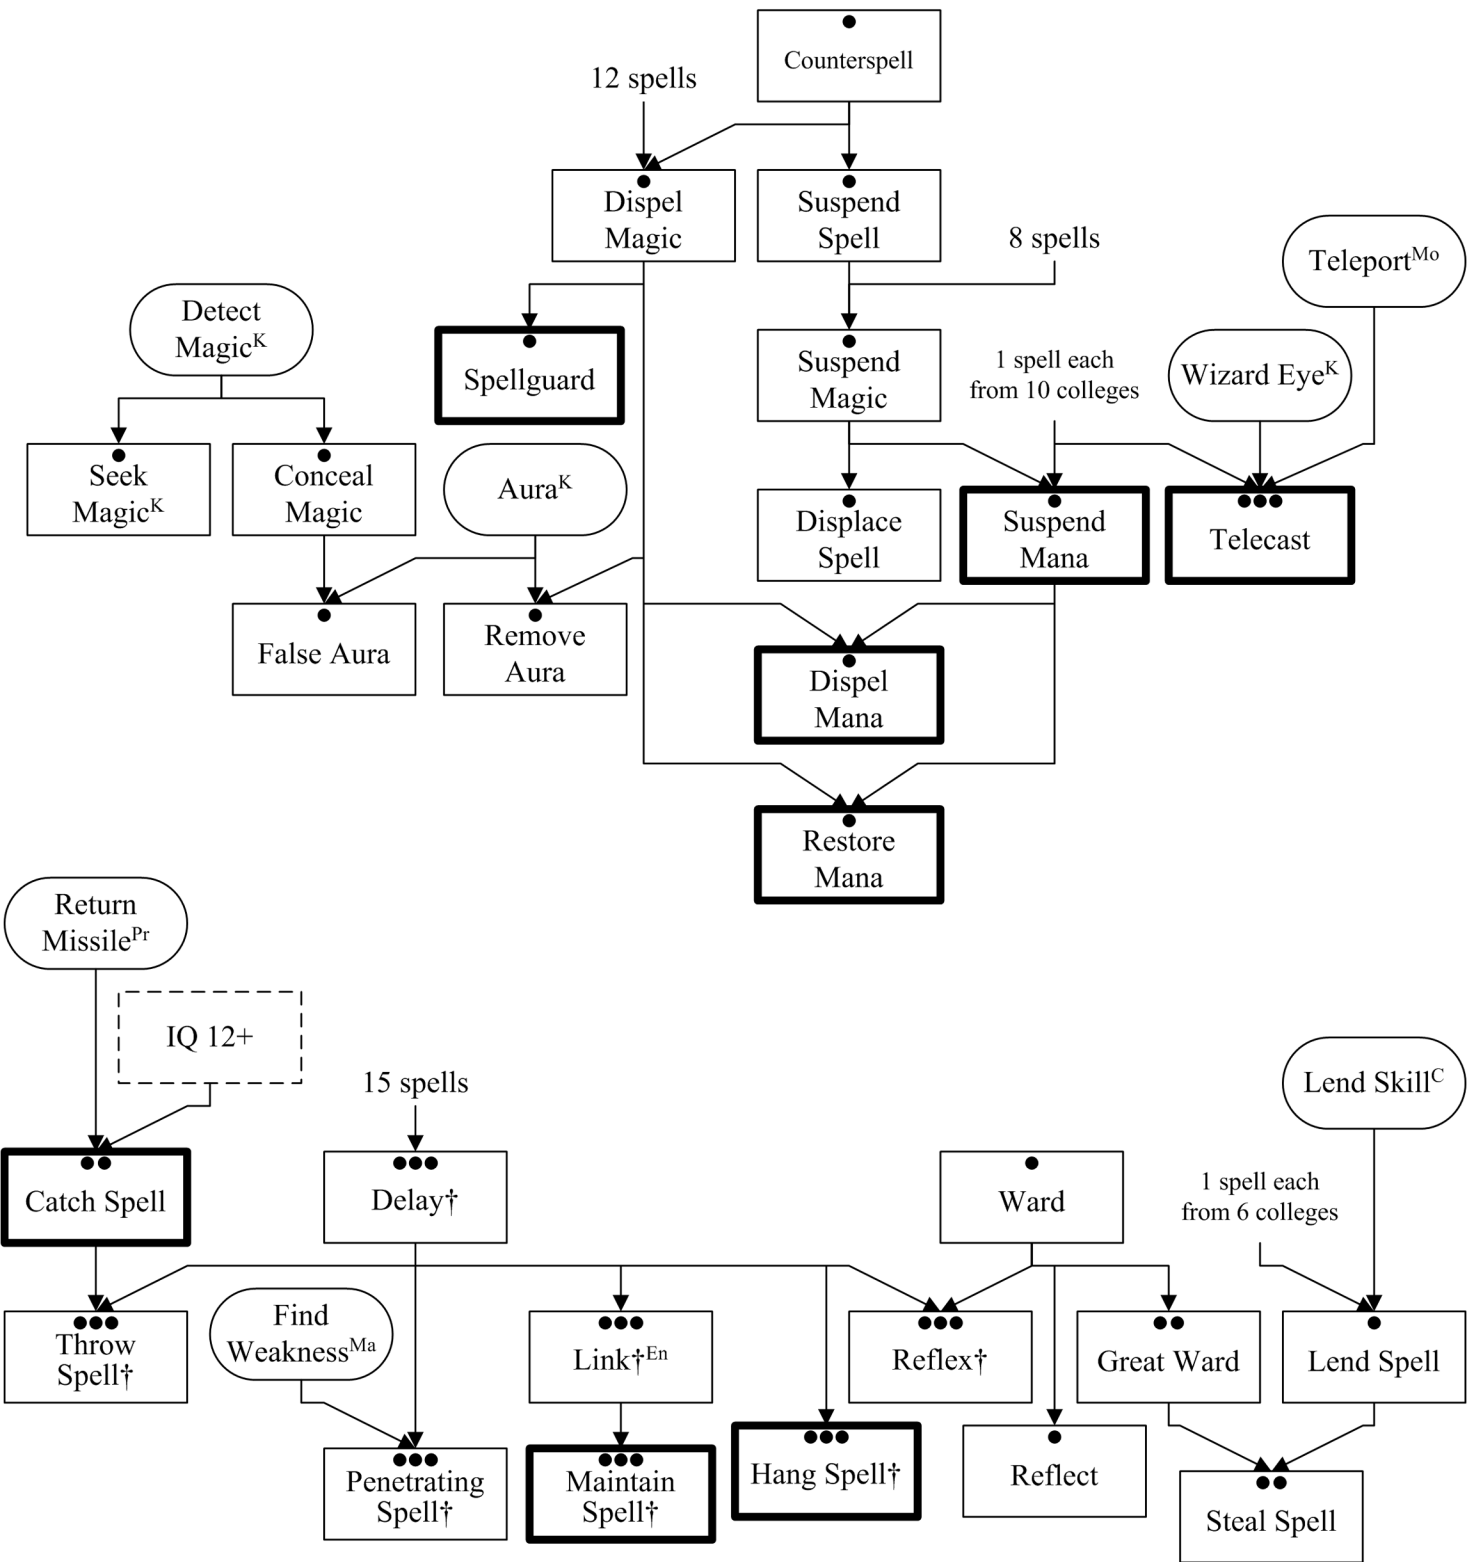 Counterspell
12 spells
Dispel
Magic
Suspend
Spell
8 spells
Teleport^Mo
Detect
Magic^K
Spellguard
Suspend
Magic
1 spell each
from 10 colleges
Wizard Eye^K
Seek
Magic^K
Conceal
Magic
Aura^K
Displace
Spell
Suspend
Mana
Telecast
False Aura
Remove
Aura
Dispel
Mana
Restore
Mana
Return
Missile^Pr
IQ 12+
15 spells
Lend Skill^C
Catch Spell
Delay†
Ward
1 spell each
from 6 colleges
Throw
Spell†
Find
Weakness^Ma
Link†^En
Reflex†
Great Ward
Lend Spell
Penetrating
Spell†
Maintain
Spell†
Hang Spell†
Reflect
Steal Spell